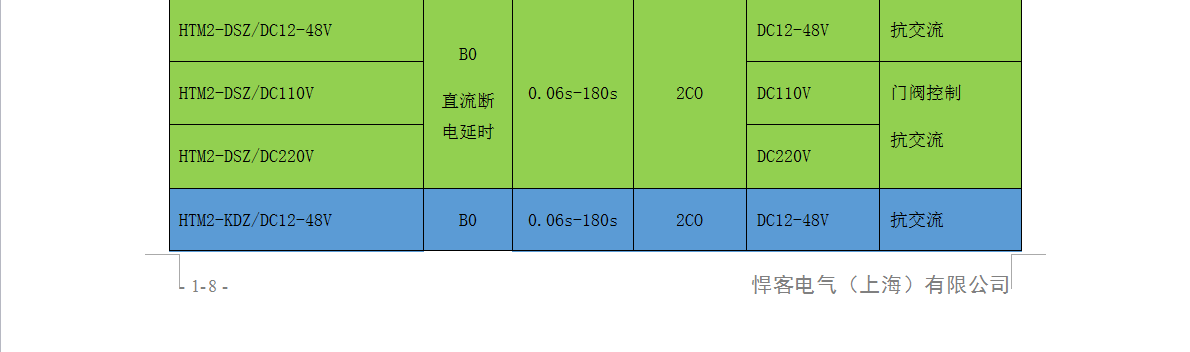 HTM2-DSZ/DC12-48V
B0
直流断
电延时
0.06s-180s
2CO
DC12-48V
抗交流
HTM2-DSZ/DC110V
DC110V
门阀控制
抗交流
HTM2-DSZ/DC220V
DC220V
HTM2-KDZ/DC12-48V
B0
0.06s-180s
2CO
DC12-48V
抗交流
- 1-8 -
悍客电气（上海）有限公司